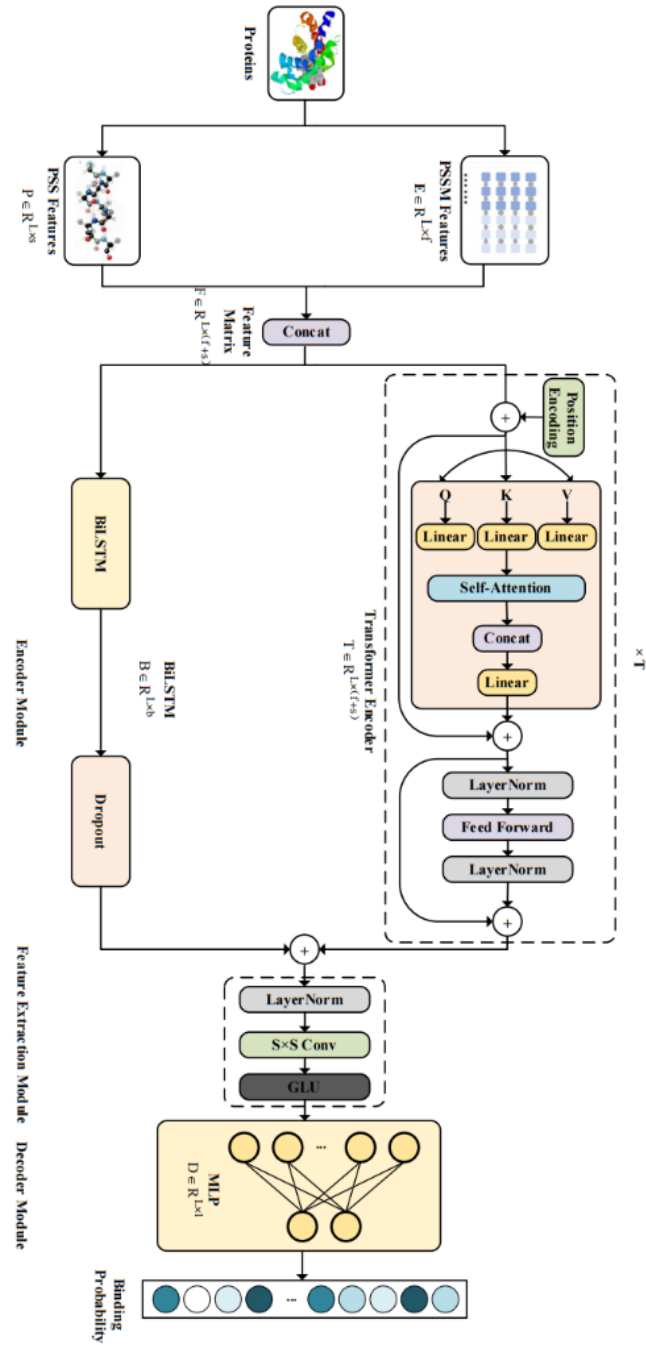 Proteins
PSS Features
P ∈ R^{L×s}
PSSM Features
E ∈ R^{L×f}
······
Concat
Feature
Matrix
F ∈ R^{L×(f+s)}
Position
Encoding
+
Q
K
V
Linear
Linear
Linear
Self-Attention
Concat
Linear
+
LayerNorm
Feed Forward
LayerNorm
+
× T
Transformer Encoder
T ∈ R^{L×(f+s)}
BiLSTM
BiLSTM
B ∈ R^{L×b}
Dropout
Encoder Module
+
LayerNorm
S×S Conv
GLU
Feature Extraction Module
...
MLP
D ∈ R^{L×1}
Decoder Module
...
Binding
Probability